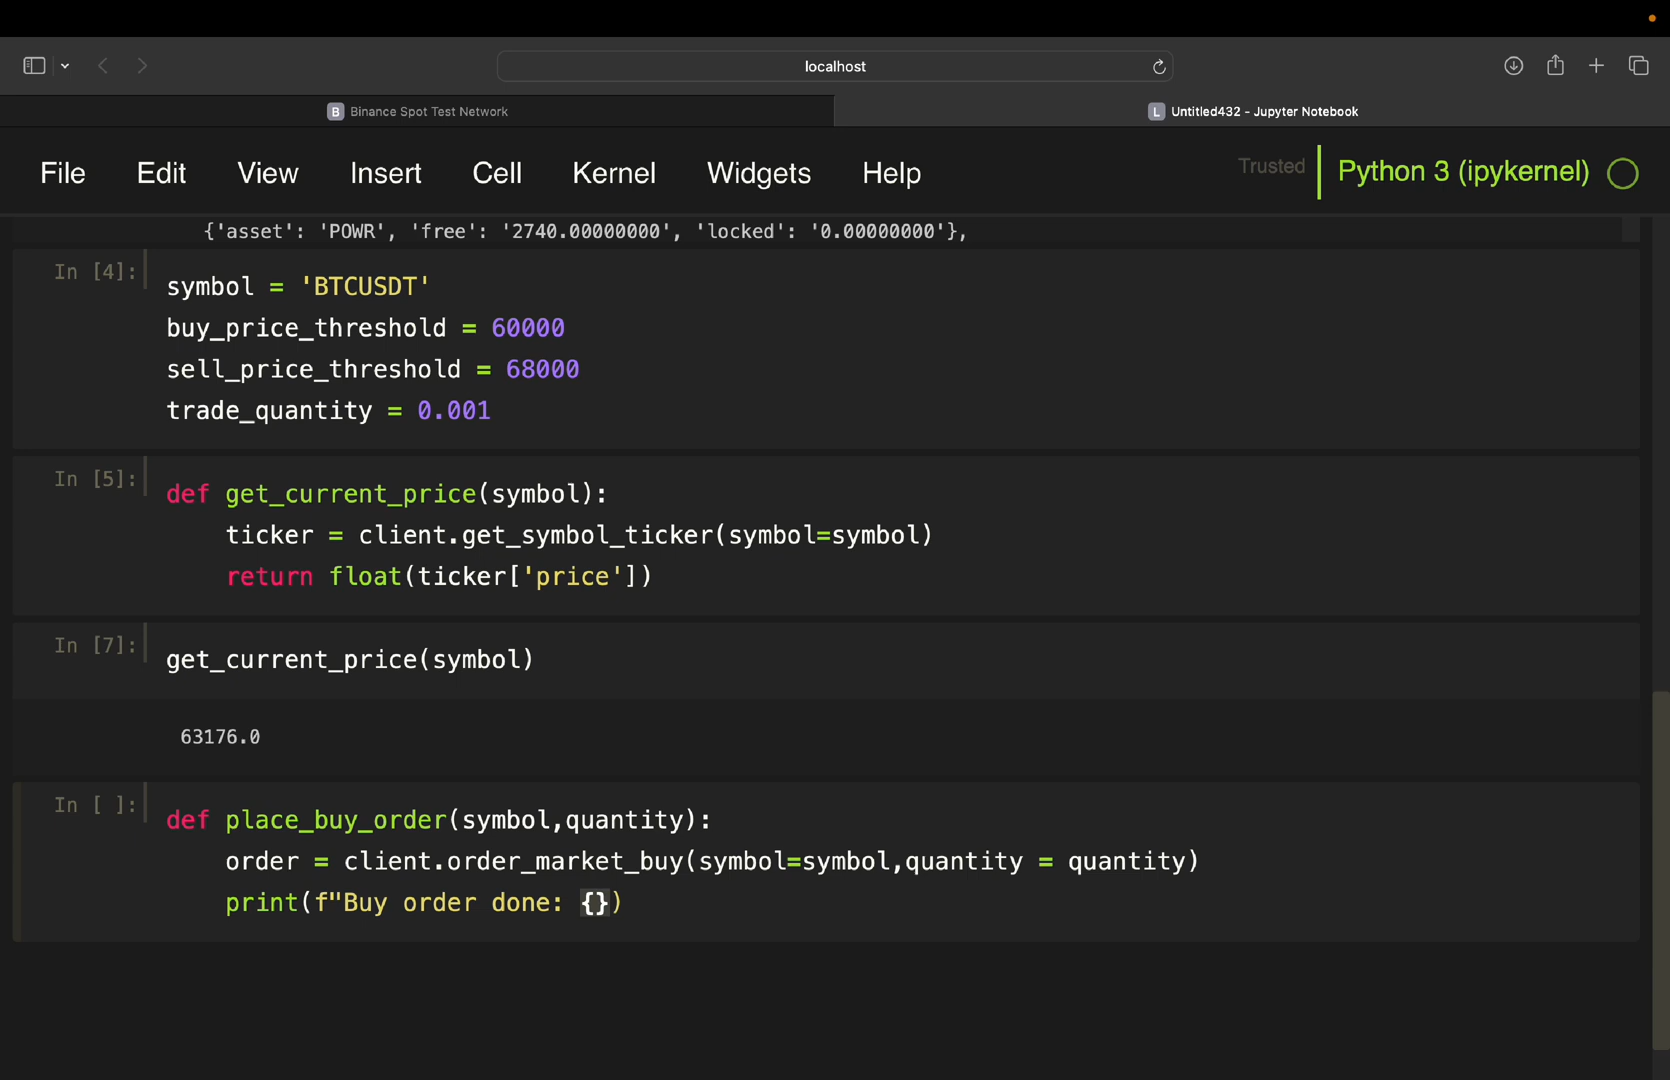 localhost
B Binance Spot Test Network
L Untitled432 - Jupyter Notebook
File Edit View Insert Cell Kernel Widgets Help Trusted Python 3 (ipykernel)
{'asset': 'POWR', 'free': '2740.00000000', 'locked': '0.00000000'},
In [4]:
symbol = 'BTCUSDT'
buy_price_threshold = 60000
sell_price_threshold = 68000
trade_quantity = 0.001
In [5]:
def get_current_price(symbol):
    ticker = client.get_symbol_ticker(symbol=symbol)
    return float(ticker['price'])
In [7]:
get_current_price(symbol)
63176.0
In [ ]:
def place_buy_order(symbol,quantity):
    order = client.order_market_buy(symbol=symbol,quantity = quantity)
    print(f"Buy order done: {})